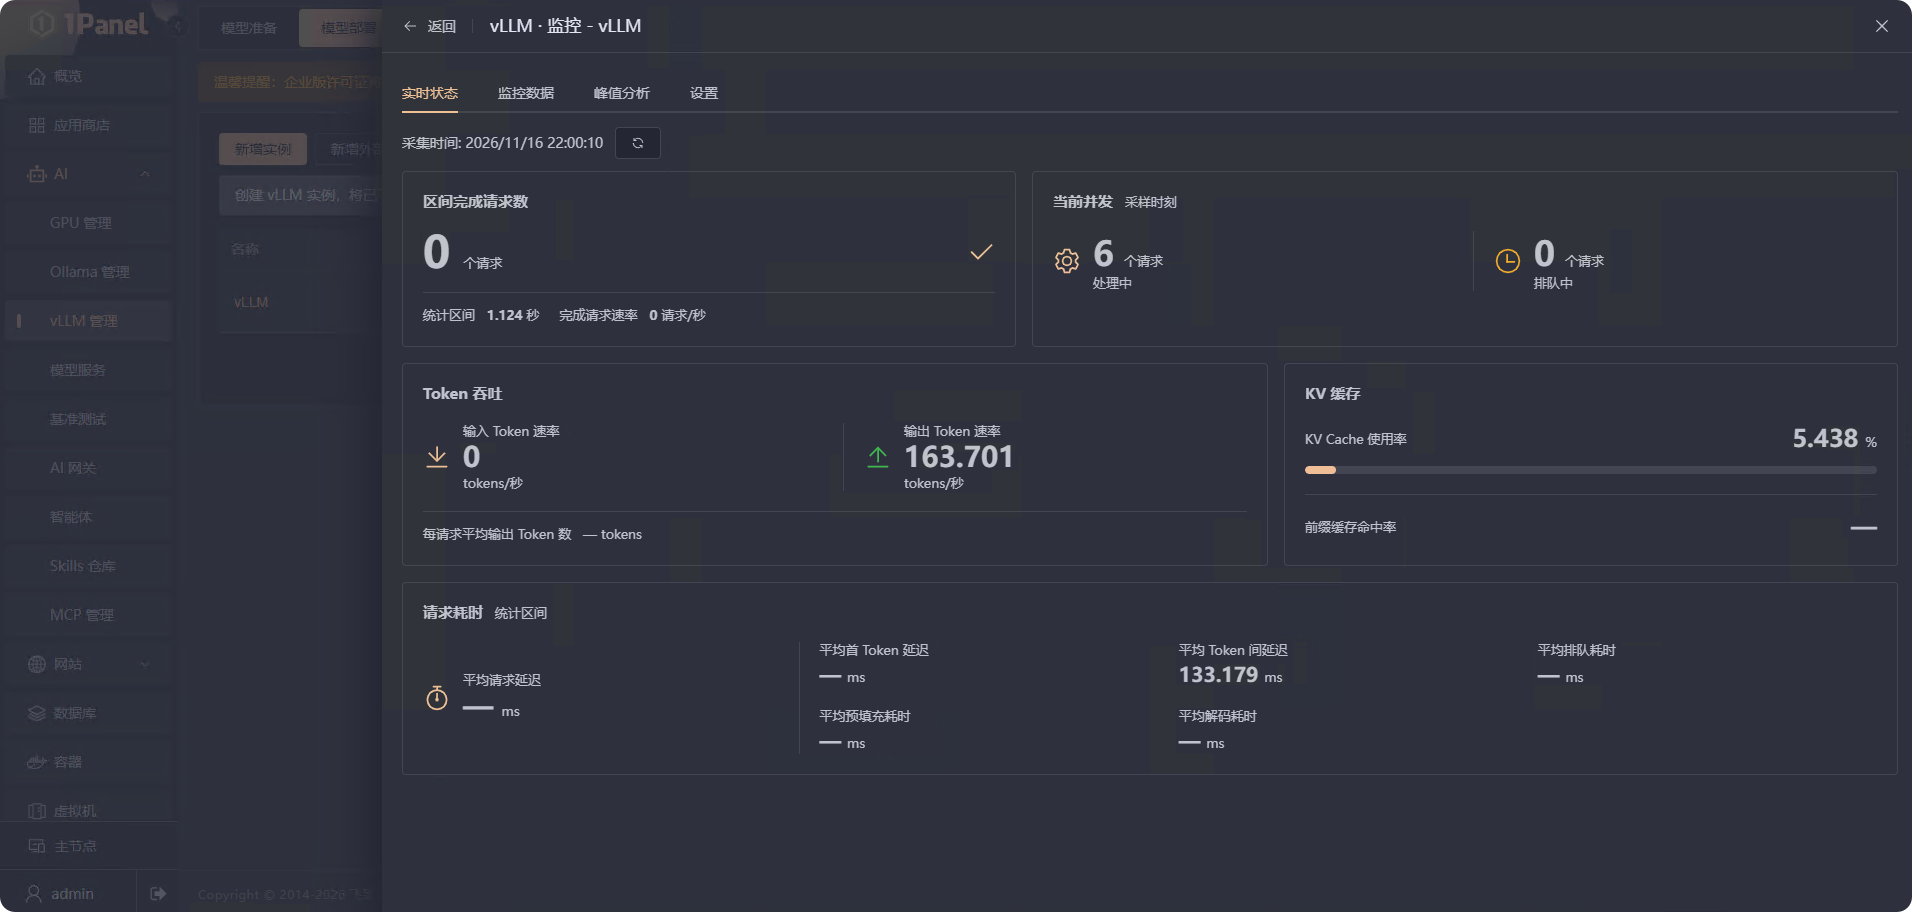 1Panel
概览
应用商店
AI
GPU 管理
Ollama 管理
vLLM 管理
模型服务
基准测试
AI 网关
智能体
Skills 仓库
MCP 管理
网站
数据库
容器
虚拟机
主节点
admin
模型准备
模型部署
温馨提醒：企业版许可证
新增实例
新增外
创建 vLLM 实例，将已
名称
vLLM
Copyright © 2014-2026 飞
返回
vLLM · 监控 - vLLM
实时状态
监控数据
峰值分析
设置
采集时间: 2026/11/16 22:00:10
区间完成请求数
0 个请求
统计区间 1.124 秒 完成请求速率 0 请求/秒
当前并发 采样时刻
6 个请求
处理中
0 个请求
排队中
Token 吞吐
输入 Token 速率
0
tokens/秒
输出 Token 速率
163.701
tokens/秒
每请求平均输出 Token 数 — tokens
KV 缓存
KV Cache 使用率
5.438 %
前缀缓存命中率
—
请求耗时 统计区间
平均请求延迟
— ms
平均首 Token 延迟
— ms
平均 Token 间延迟
133.179 ms
平均排队耗时
— ms
平均预填充耗时
— ms
平均解码耗时
— ms